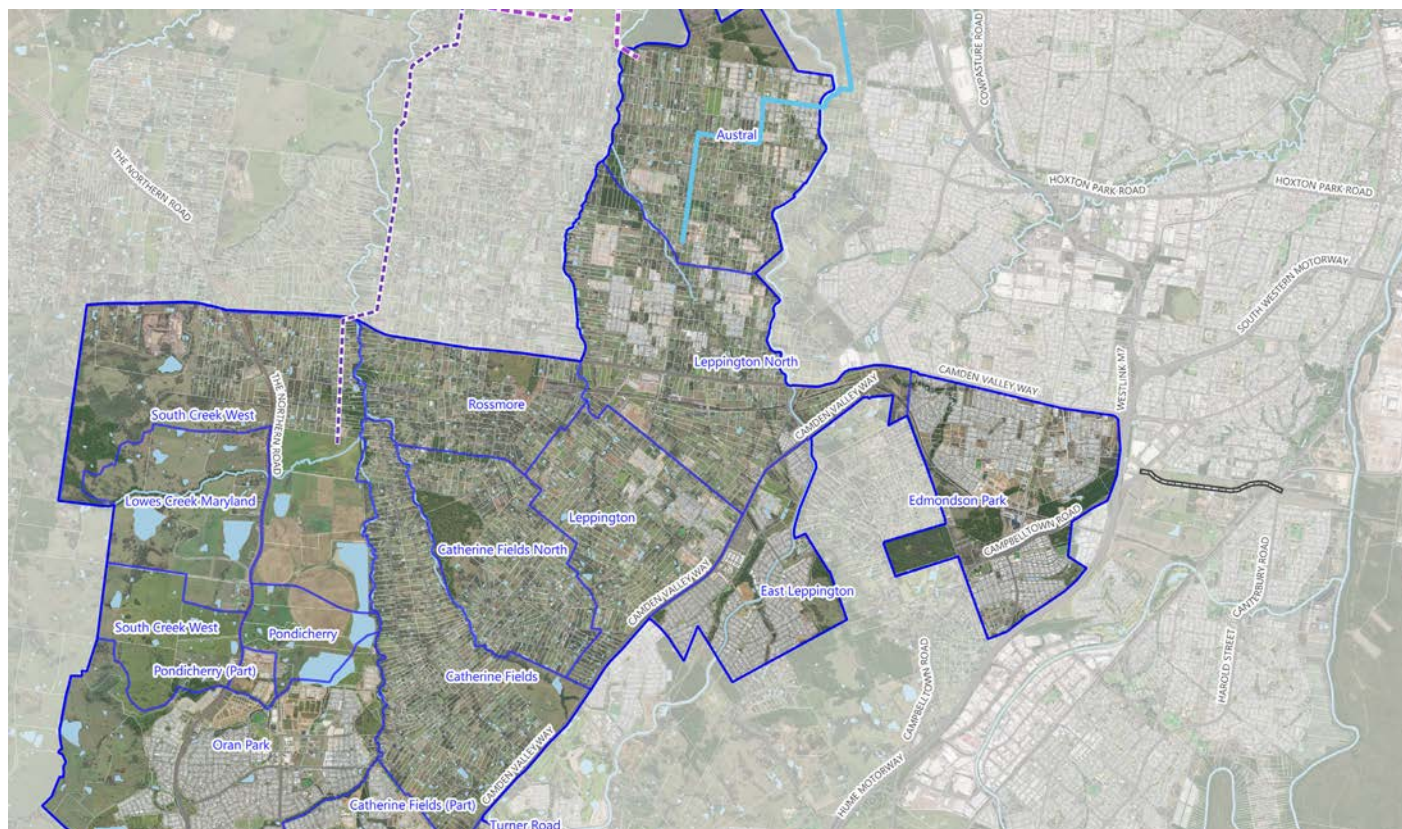 COWPASTURE ROAD
Austral
THE NORTHERN ROAD
HOXTON PARK ROAD
HOXTON PARK ROAD
SOUTH WESTERN MOTORWAY
Leppington North
CAMDEN VALLEY WAY
WESTLINK M7
THE NORTHERN ROAD
Rossmore
CAMDEN VALLEY WAY
South Creek West
Lowes Creek Maryland
Leppington
Edmondson Park
CAMPBELLTOWN ROAD
Catherine Fields North
CANTERBURY ROAD
CAMDEN VALLEY WAY
East Leppington
South Creek West
Pondicherry
HAROLD STREET
Pondicherry (Part)
Catherine Fields
CAMPBELLTOWN ROAD
Oran Park
CAMDEN VALLEY WAY
HUME MOTORWAY
Catherine Fields (Part)
Turner Road